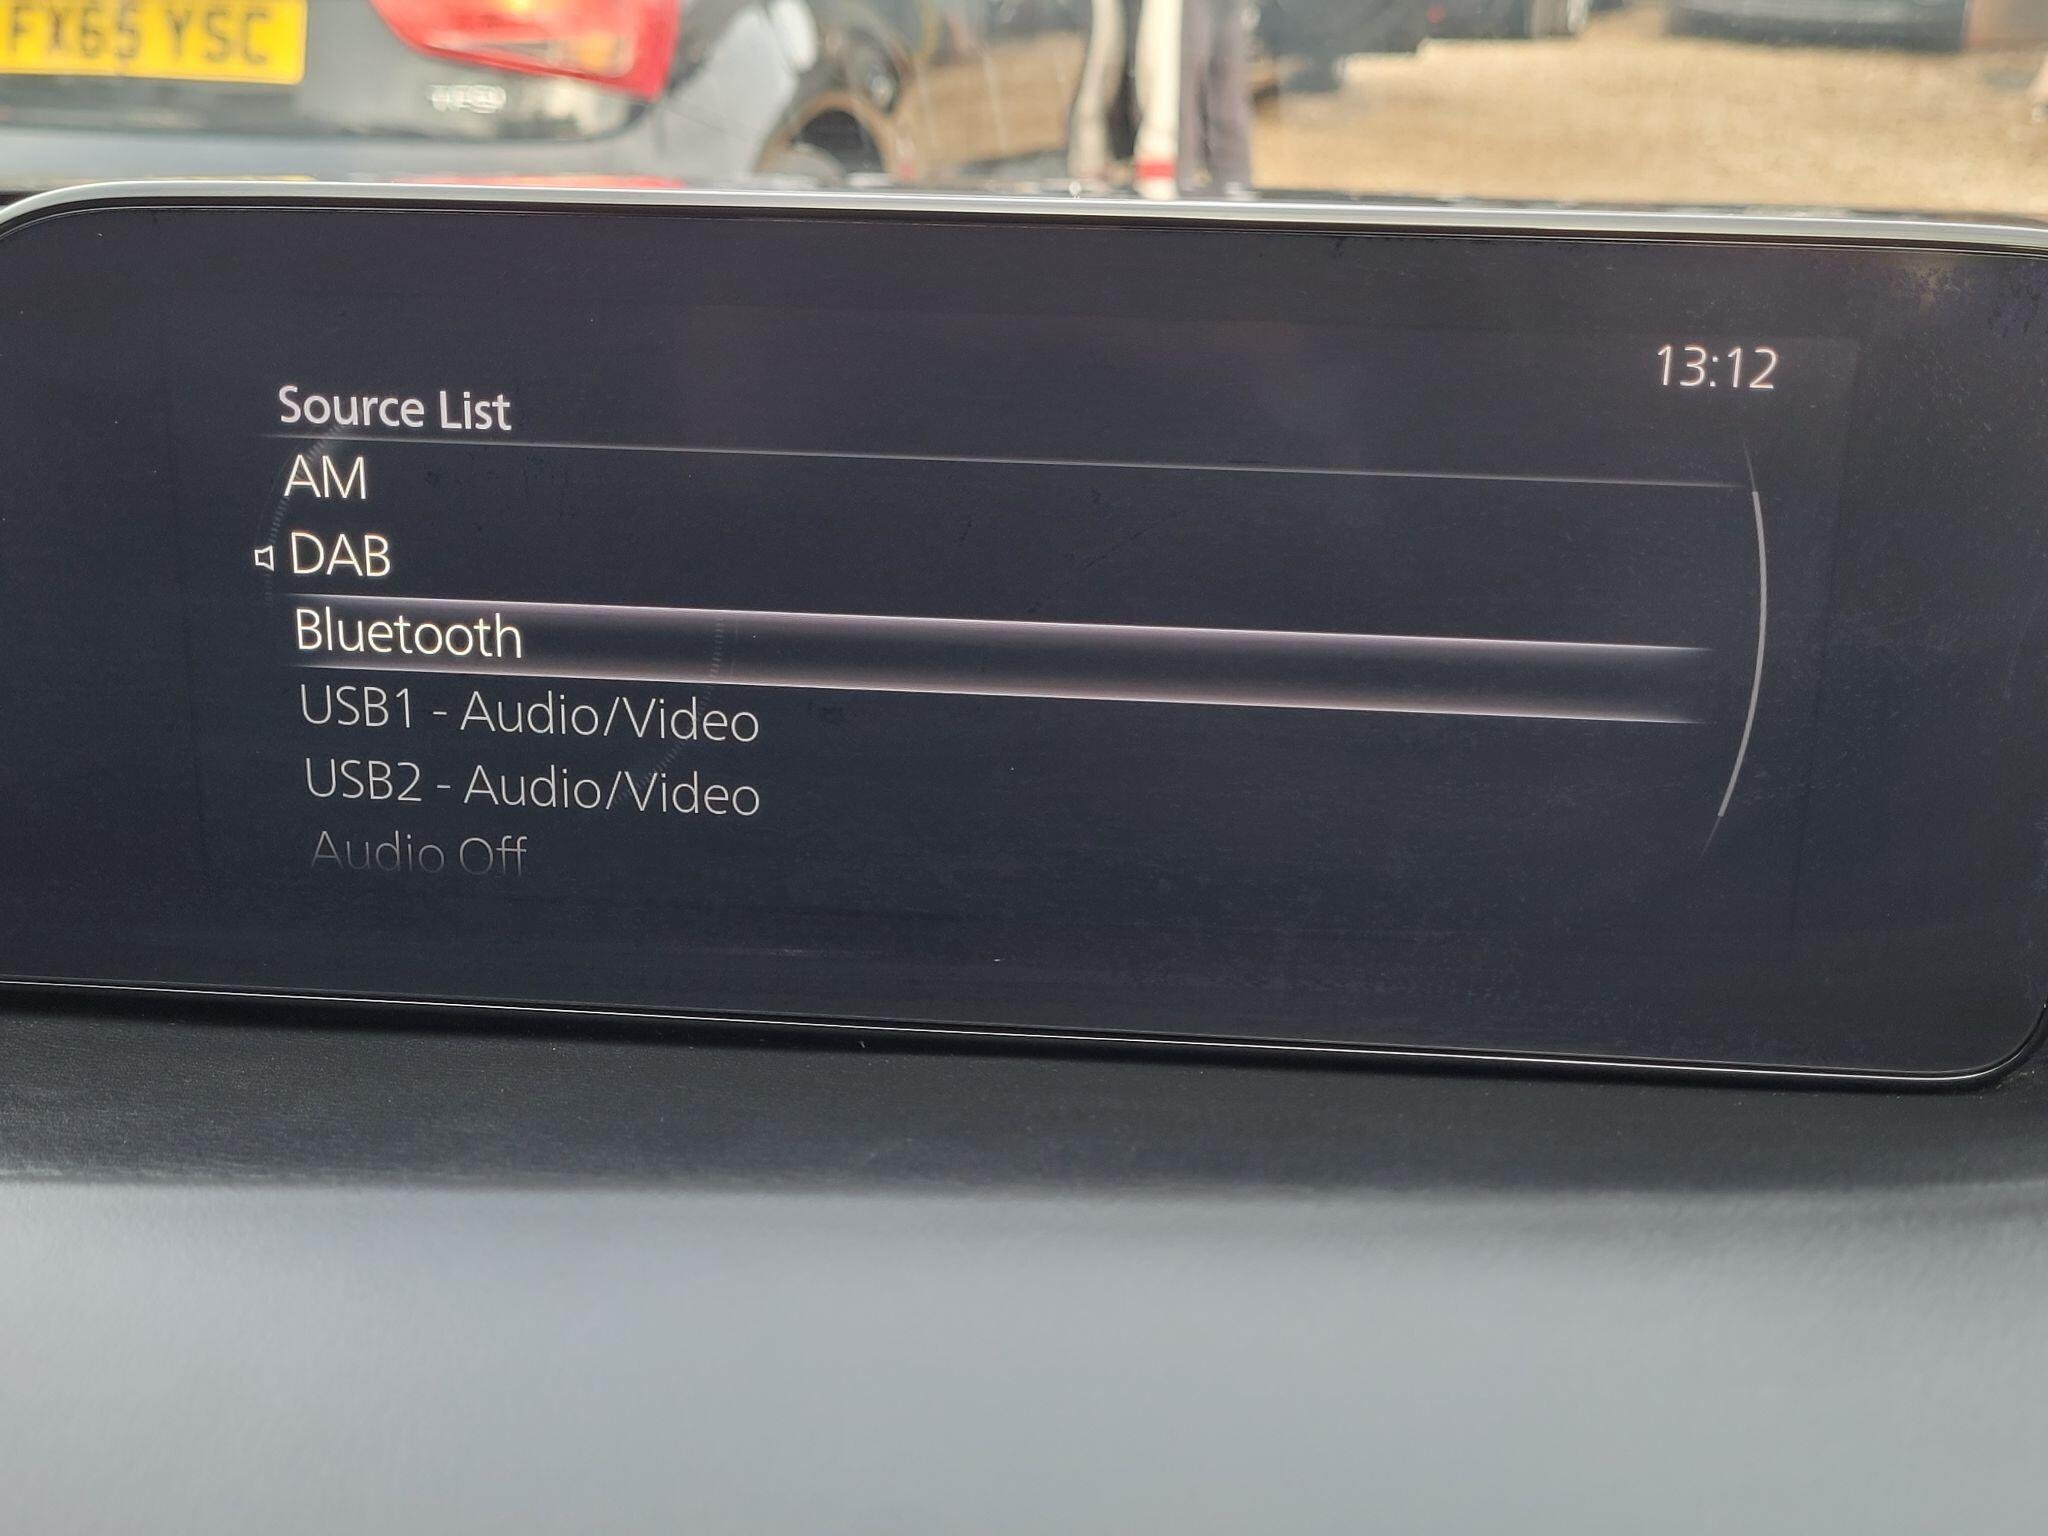 FX65 YSC
13:12
Source List
AM
DAB
Bluetooth
USB1 - Audio/Video
USB2 - Audio/Video
Audio Off